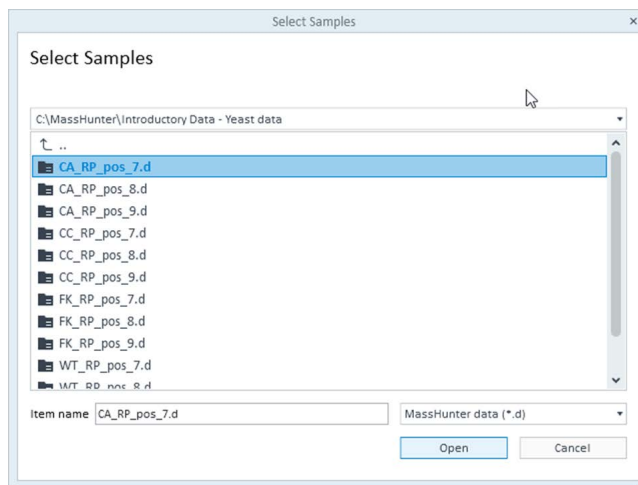 Select Samples
Select Samples
C:\MassHunter\Introductory Data - Yeast data
..
CA_RP_pos_7.d
CA_RP_pos_8.d
CA_RP_pos_9.d
CC_RP_pos_7.d
CC_RP_pos_8.d
CC_RP_pos_9.d
FK_RP_pos_7.d
FK_RP_pos_8.d
FK_RP_pos_9.d
WT_RP_pos_7.d
WT_RP_pos_8.d
Item name CA_RP_pos_7.d MassHunter data (*.d)
Open Cancel